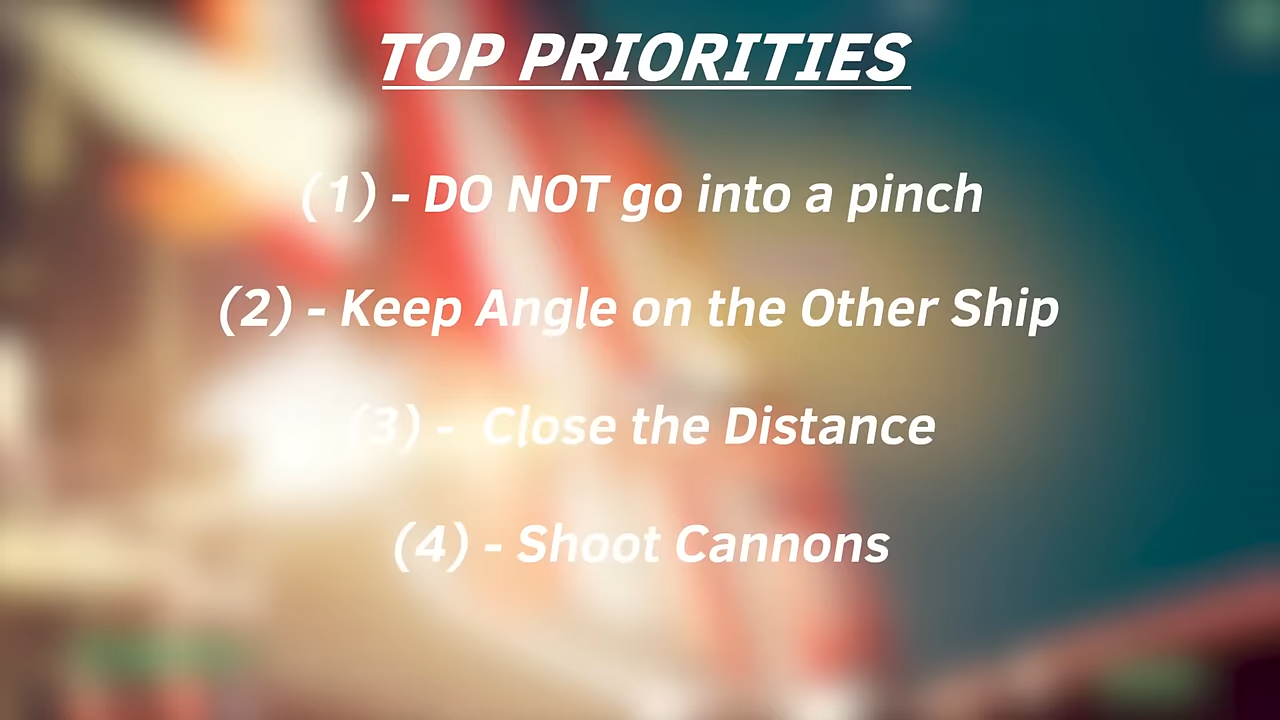 TOP PRIORITIES
(1) - DO NOT go into a pinch
(2) - Keep Angle on the Other Ship
(3) - Close the Distance
(4) - Shoot Cannons